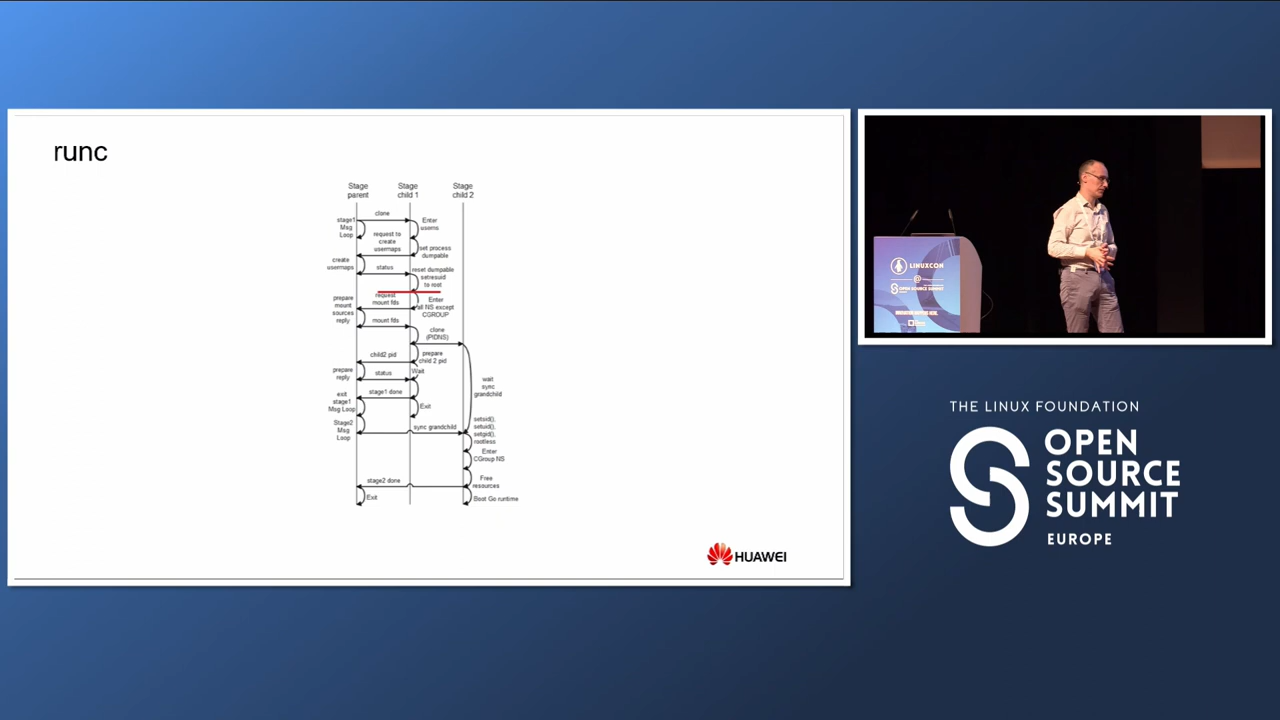 runc
Stage
parent
Stage
child 1
Stage
child 2
clone
stage1
Msg
Loop
Enter
userns
request to
create
usermaps
set process
dumpable
create
usermaps
status
reset dumpable
setresuid
to root
request
mount fds
Enter
all NS except
CGROUP
prepare
mount
sources
reply
mount fds
clone
(PIDNS)
child2 pid
prepare
child 2 pid
prepare
reply
status
Wait
wait
sync
grandchild
exit
stage1
Msg Loop
stage1 done
Exit
Stage2
Msg
Loop
sync grandchild
setsid(),
setuid(),
setgid(),
rootless
Enter
CGroup NS
stage2 done
Free
resources
Exit
Boot Go runtime
HUAWEI
LINUXCON
@
OPEN SOURCE SUMMIT
THE LINUX FOUNDATION
OPEN
SOURCE
SUMMIT
EUROPE